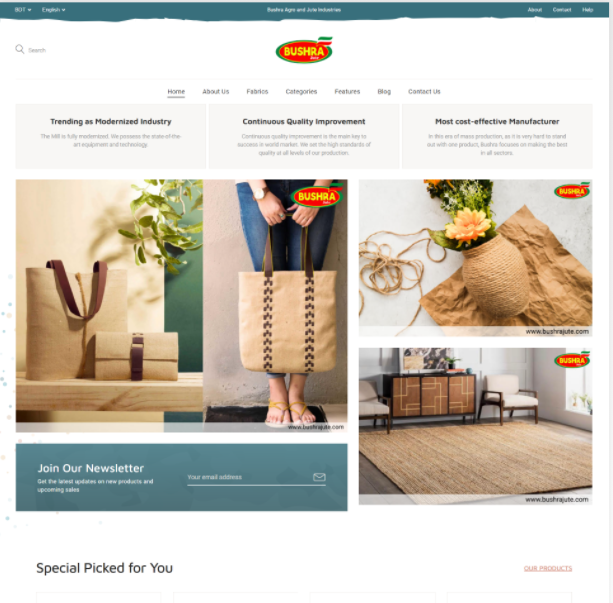 BDT English Bushra Agro and Jute Industries About Contact Help
Search
BUSHRA
Home About Us Fabrics Categories Features Blog Contact Us
Trending as Modernized Industry
The Mill is fully modernized. We possess the state-of-the-
art equipment and technology.
Continuous Quality Improvement
Continuous quality improvement is the main key to
success in world market. We set the high standards of
quality at all levels of our production.
Most cost-effective Manufacturer
In this era of mass production, as it is very hard to stand
out with one product, Bushra focuses on making the best
in all sectors.
BUSHRA
www.bushrajute.com
BUSHRA
www.bushrajute.com
BUSHRA
www.bushrajute.com
Join Our Newsletter
Get the latest updates on new products and
upcoming sales
Your email address
Special Picked for You
OUR PRODUCTS